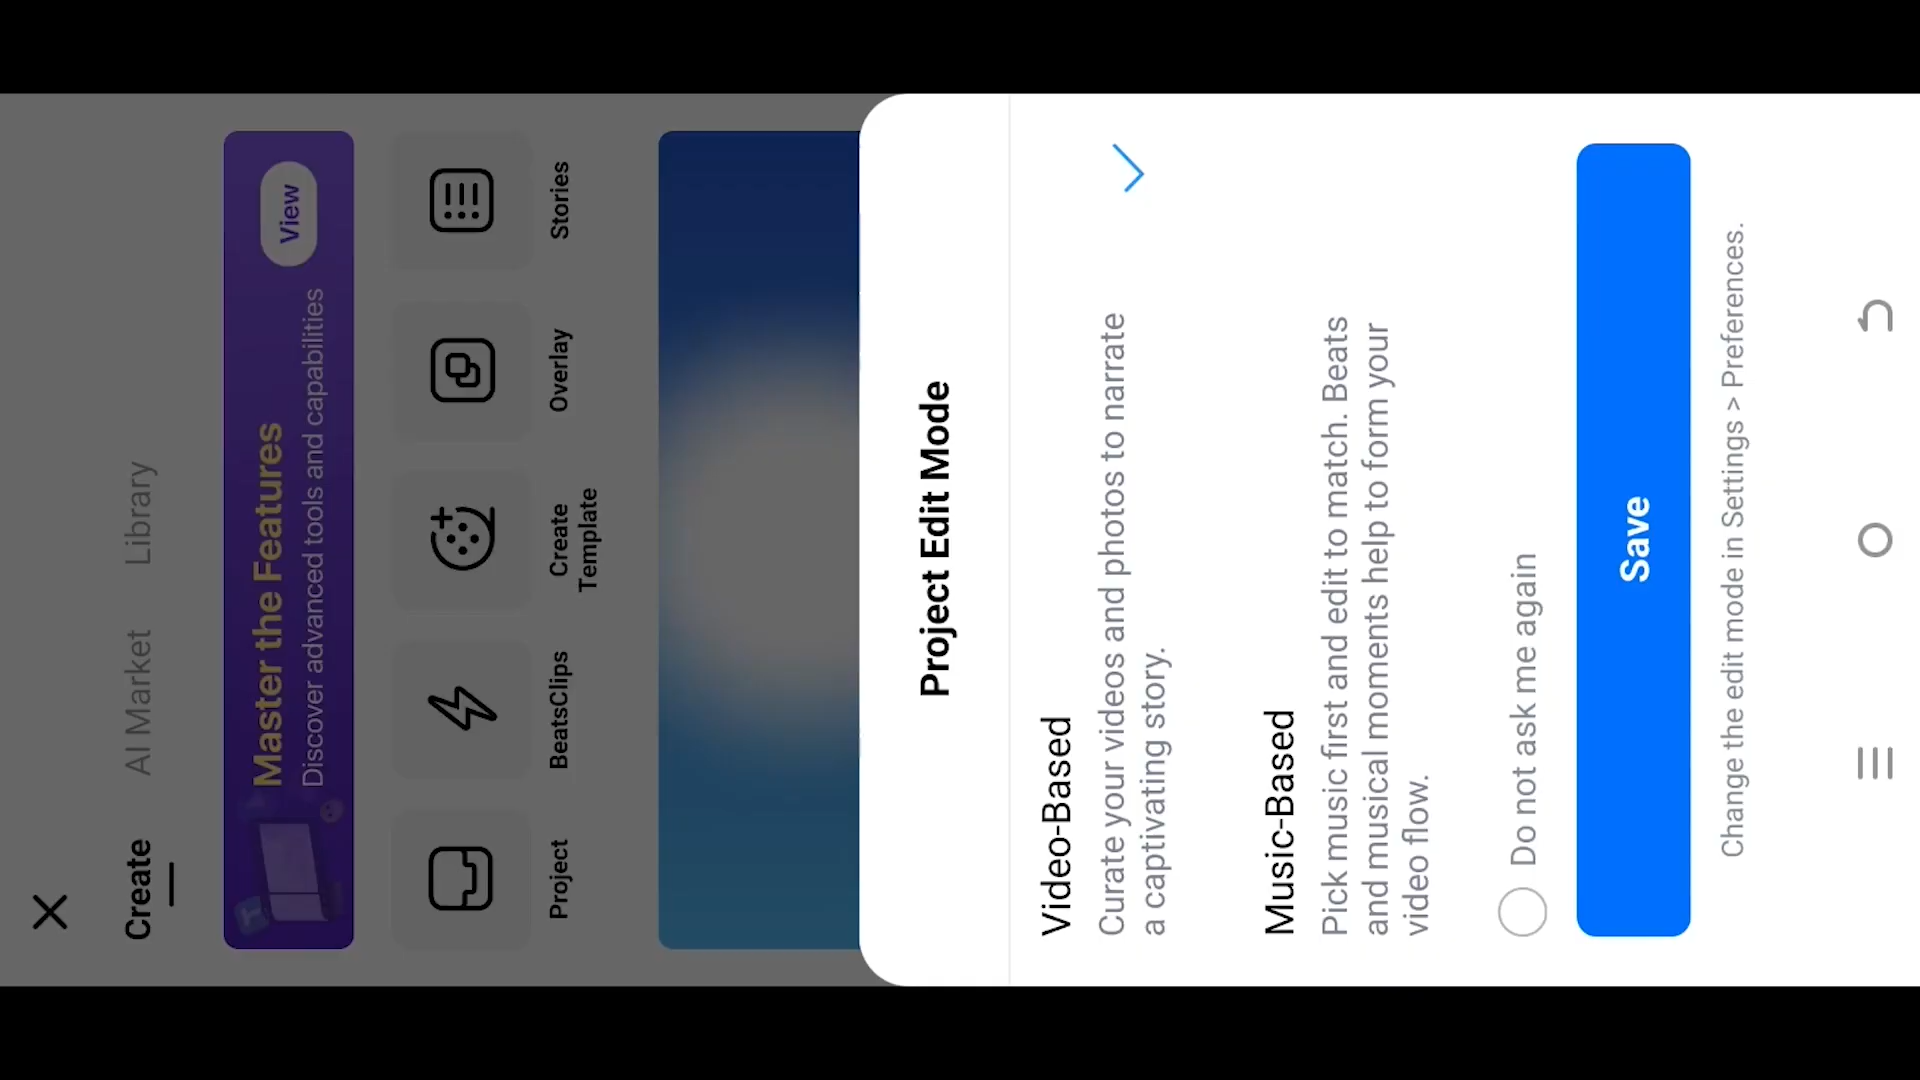 Create AI Market Library
Master the Features
Discover advanced tools and capabilities
View
Project
BeatsClips
Create
Template
Overlay
Stories
Project Edit Mode
Video-Based
Curate your videos and photos to narrate
a captivating story.
Music-Based
Pick music first and edit to match. Beats
and musical moments help to form your
video flow.
Do not ask me again
Save
Change the edit mode in Settings > Preferences.